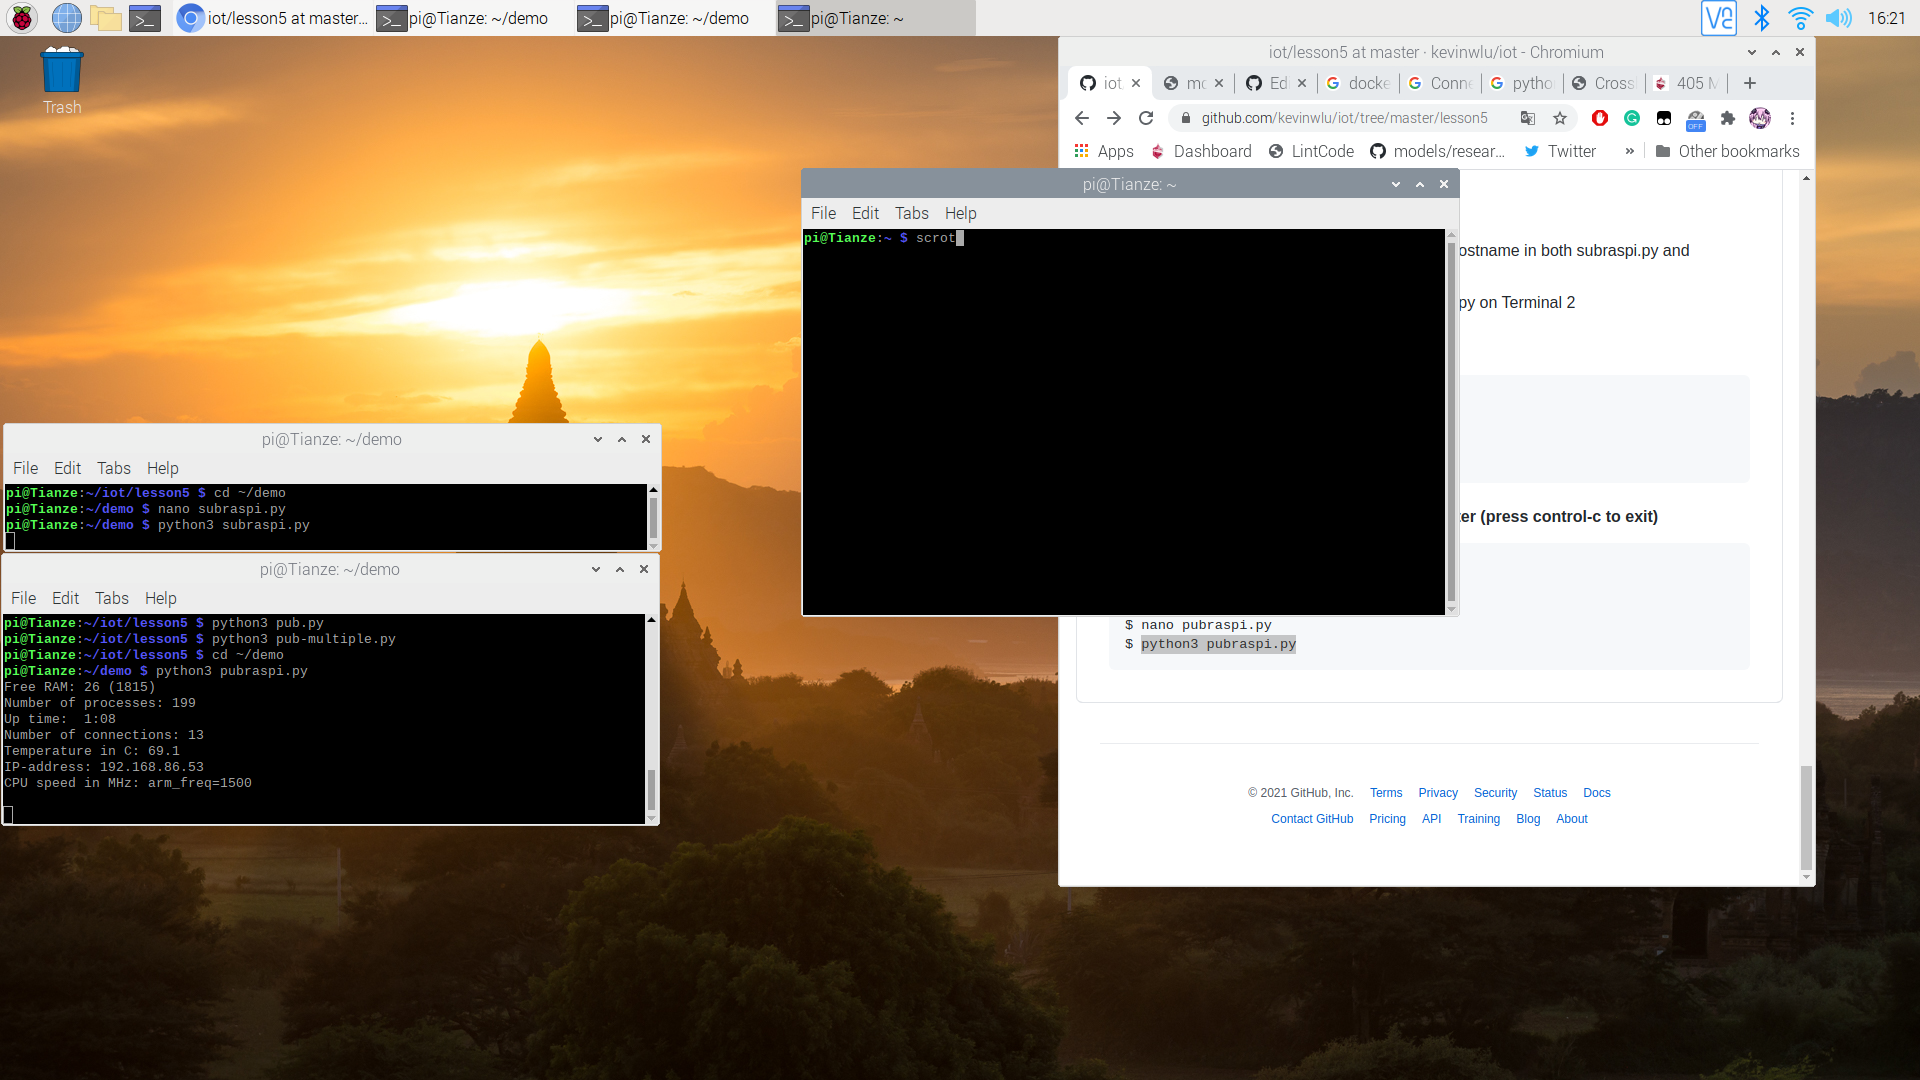 iot/lesson5 at master...
pi@Tianze: ~/demo
pi@Tianze: ~/demo
pi@Tianze: ~
16:21
Trash
iot/lesson5 at master · kevinwlu/iot - Chromium
iot
mc
Ed
docke
Conne
pytho
Cross
405 M
github.com/kevinwlu/iot/tree/master/lesson5
OFF
Apps
Dashboard
LintCode
models/resear...
Twitter
»
Other bookmarks
pi@Tianze: ~
File Edit Tabs Help
pi@Tianze:~ $ scrot
ostname in both subraspi.py and
py on Terminal 2
ter (press control-c to exit)
$ nano pubraspi.py
$ python3 pubraspi.py
© 2021 GitHub, Inc. Terms Privacy Security Status Docs
Contact GitHub Pricing API Training Blog About
pi@Tianze: ~/demo
File Edit Tabs Help
pi@Tianze:~/iot/lesson5 $ cd ~/demo
pi@Tianze:~/demo $ nano subraspi.py
pi@Tianze:~/demo $ python3 subraspi.py
pi@Tianze: ~/demo
File Edit Tabs Help
pi@Tianze:~/iot/lesson5 $ python3 pub.py
pi@Tianze:~/iot/lesson5 $ python3 pub-multiple.py
pi@Tianze:~/iot/lesson5 $ cd ~/demo
pi@Tianze:~/demo $ python3 pubraspi.py
Free RAM: 26 (1815)
Number of processes: 199
Up time:  1:08
Number of connections: 13
Temperature in C: 69.1
IP-address: 192.168.86.53
CPU speed in MHz: arm_freq=1500